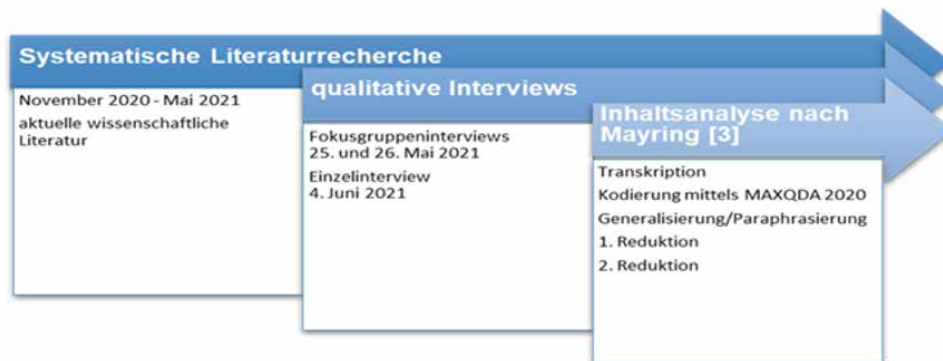 Systematische Literaturrecherche
November 2020 - Mai 2021
aktuelle wissenschaftliche
Literatur
qualitative Interviews
Fokusgruppeninterviews
25. und 26. Mai 2021
Einzelinterview
4. Juni 2021
Inhaltsanalyse nach
Mayring [3]
Transkription
Kodierung mittels MAXQDA 2020
Generalisierung/Paraphrasierung
1. Reduktion
2. Reduktion